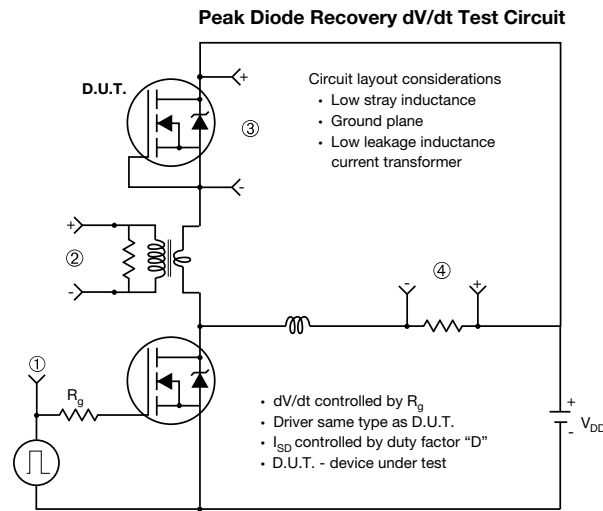 Peak Diode Recovery dV/dt Test Circuit
D.U.T.
+
-
③
Circuit layout considerations
• Low stray inductance
• Ground plane
• Low leakage inductance
current transformer
+
②
-
④
-
+
①
Rg
• dV/dt controlled by Rg
• Driver same type as D.U.T.
• ISD controlled by duty factor “D”
• D.U.T. - device under test
+
-
VDD